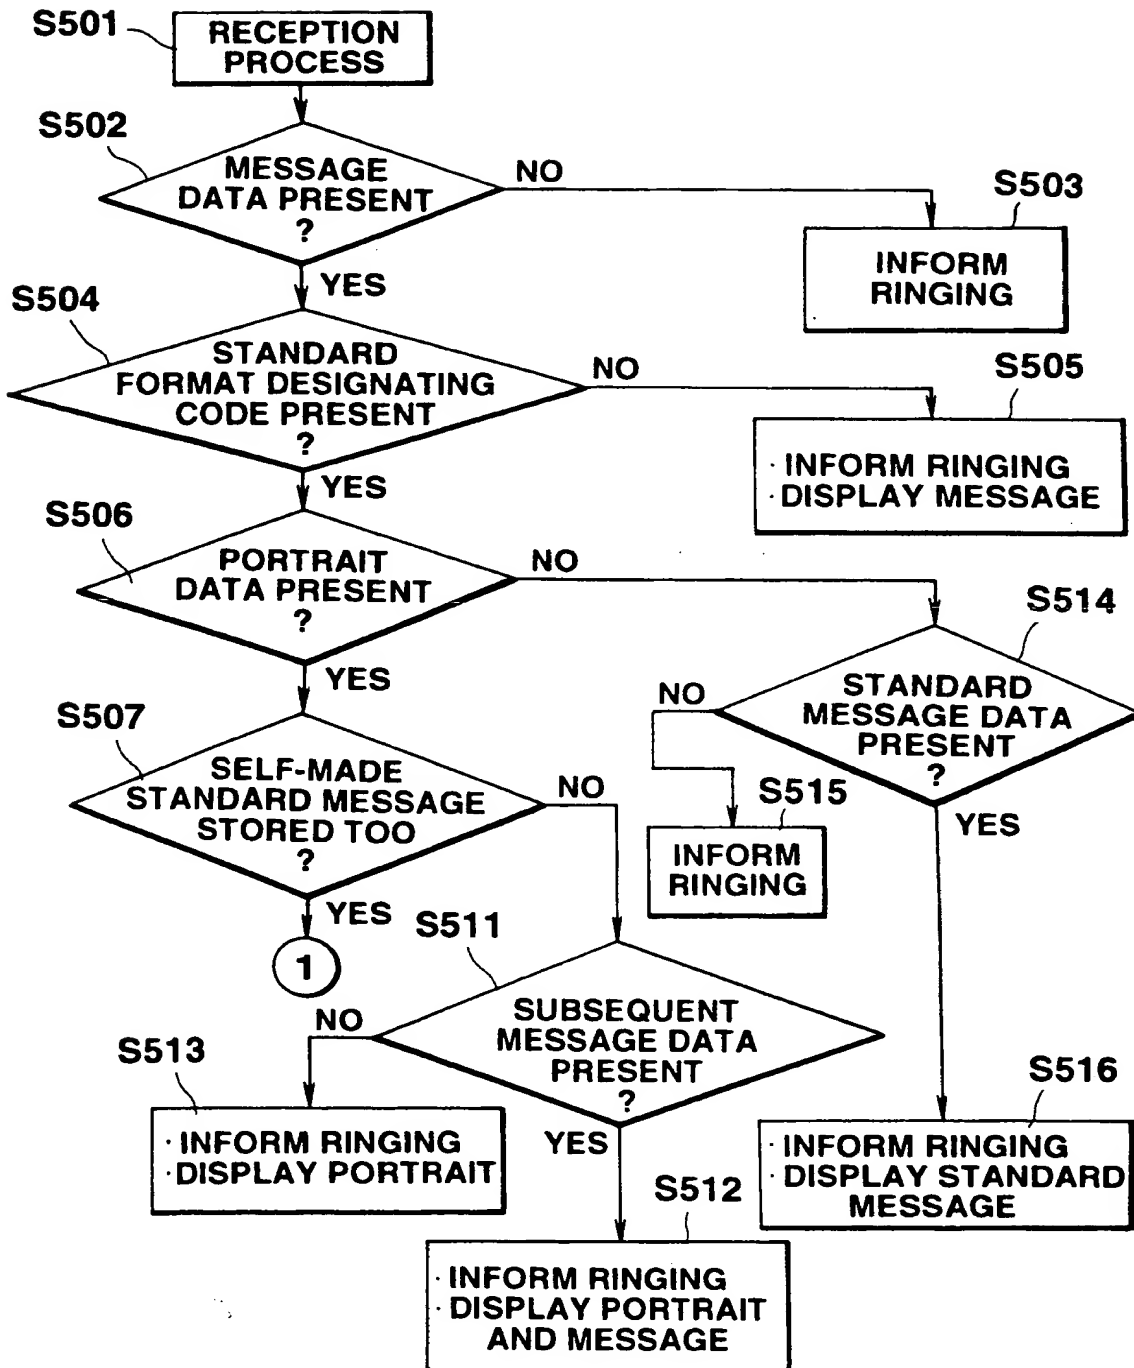 S501
RECEPTION
PROCESS
S502
MESSAGE
DATA PRESENT
?
NO
YES
S503
INFORM
RINGING
S504
STANDARD
FORMAT DESIGNATING
CODE PRESENT
?
NO
YES
S505
· INFORM RINGING
· DISPLAY MESSAGE
S506
PORTRAIT
DATA PRESENT
?
NO
YES
S514
STANDARD
MESSAGE DATA
PRESENT
?
NO
YES
S515
INFORM
RINGING
S507
SELF-MADE
STANDARD MESSAGE
STORED TOO
?
NO
YES
1
S511
SUBSEQUENT
MESSAGE DATA
PRESENT
?
NO
YES
S513
· INFORM RINGING
· DISPLAY PORTRAIT
S516
· INFORM RINGING
· DISPLAY STANDARD
MESSAGE
S512
· INFORM RINGING
· DISPLAY PORTRAIT
AND MESSAGE